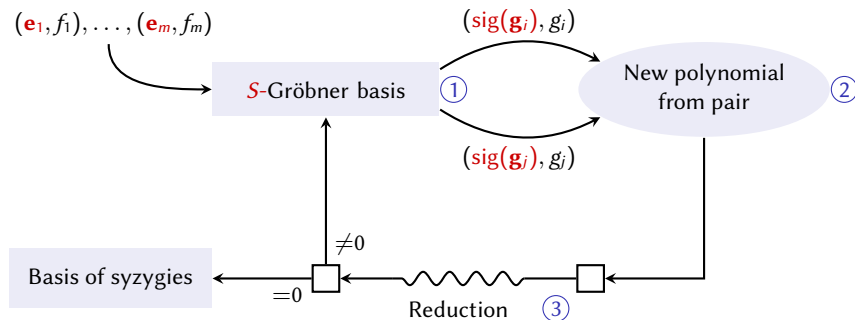 (e₁, f₁), . . . , (eₘ, fₘ)
(sig(gᵢ), gᵢ)
S-Gröbner basis
①
New polynomial
from pair
②
(sig(gⱼ), gⱼ)
≠0
Basis of syzygies
=0
Reduction
③